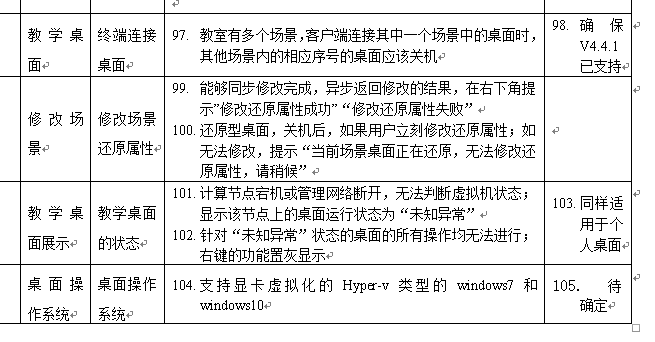 教学桌面
终端连接桌面
97. 教室有多个场景,客户端连接其中一个场景中的桌面时,
其他场景内的相应序号的桌面应该关机
98. 确保
V4.4.1
已支持
修改场景
修改场景还原属性
99. 能够同步修改完成，异步返回修改的结果，在右下角提
示”修改还原属性成功”“修改还原属性失败”
100. 还原型桌面，关机后，如果用户立刻修改还原属性；如
无法修改，提示“当前场景桌面正在还原，无法修改还
原属性，请稍候”
教学桌面展示
教学桌面的状态
101. 计算节点宕机或管理网络断开，无法判断虚拟机状态；
显示该节点上的桌面运行状态为“未知异常”
102. 针对“未知异常”状态的桌面的所有操作均无法进行；
右键的功能置灰显示
103. 同样适
用于个
人桌面
桌面操作系统
桌面操作系统
104. 支持显卡虚拟化的 Hyper-v 类型的 windows7 和
windows10
105. 待
确定